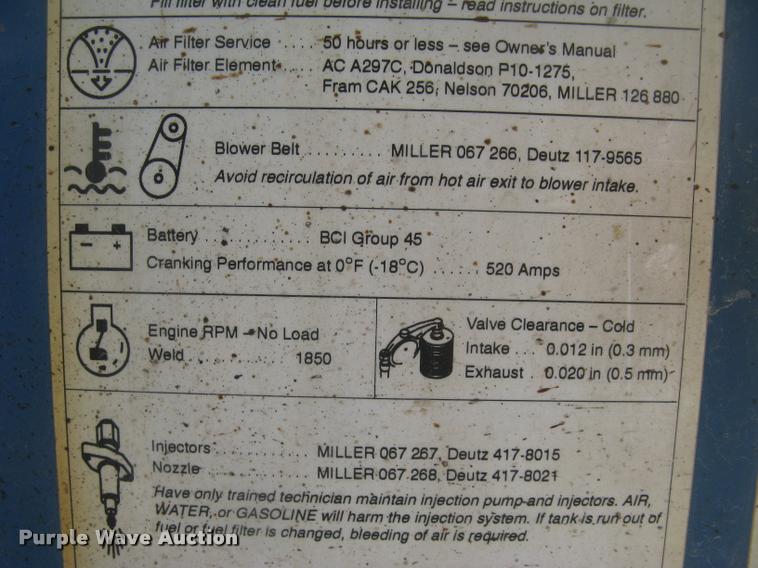 Fill filter with clean fuel before installing – read instructions on filter.
Air Filter Service .... 50 hours or less – see Owner's Manual
Air Filter Element .... AC A297C, Donaldson P10-1275,
Fram CAK 256, Nelson 70206, MILLER 126 880
Blower Belt ........ MILLER 067 266, Deutz 117-9565
Avoid recirculation of air from hot air exit to blower intake.
Battery .......... BCI Group 45
Cranking Performance at 0°F (-18°C) ...... 520 Amps
Engine RPM – No Load
Weld .......... 1850
Valve Clearance – Cold
Intake ... 0.012 in (0.3 mm)
Exhaust . 0.020 in (0.5 mm)
Injectors .......... MILLER 067 267, Deutz 417-8015
Nozzle .......... MILLER 067 268, Deutz 417-8021
Have only trained technician maintain injection pump and injectors. AIR,
WATER, or GASOLINE will harm the injection system. If tank is run out of
fuel or fuel filter is changed, bleeding of air is required.
Purple Wave Auction